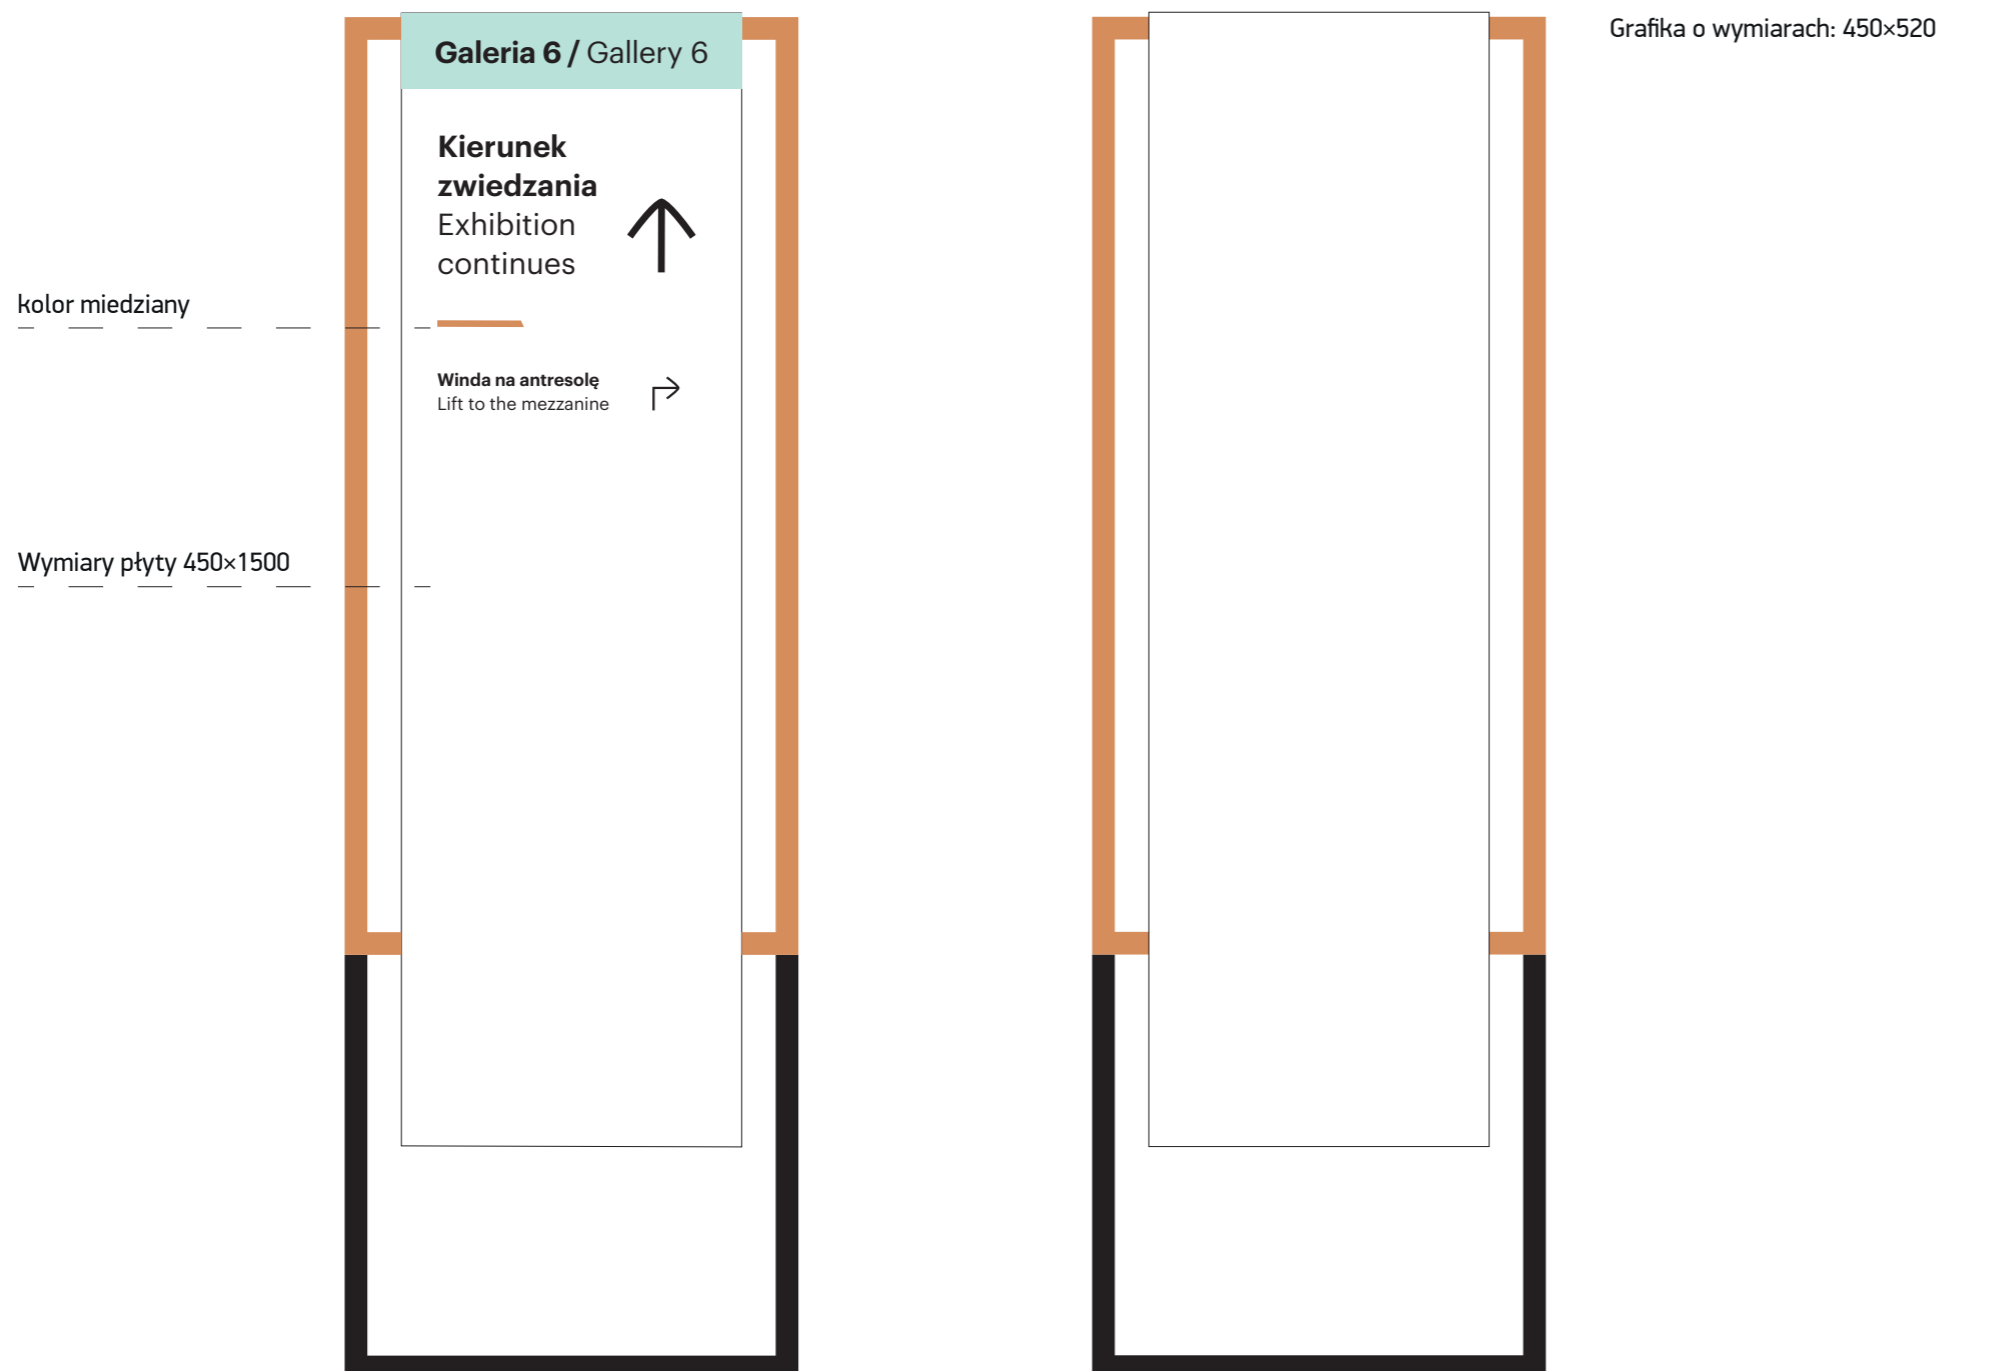 Galeria 6 / Gallery 6
Kierunek
zwiedzania
Exhibition
continues
kolor miedziany
Winda na antresolę
Lift to the mezzanine
Wymiary płyty 450×1500
Grafika o wymiarach: 450×520